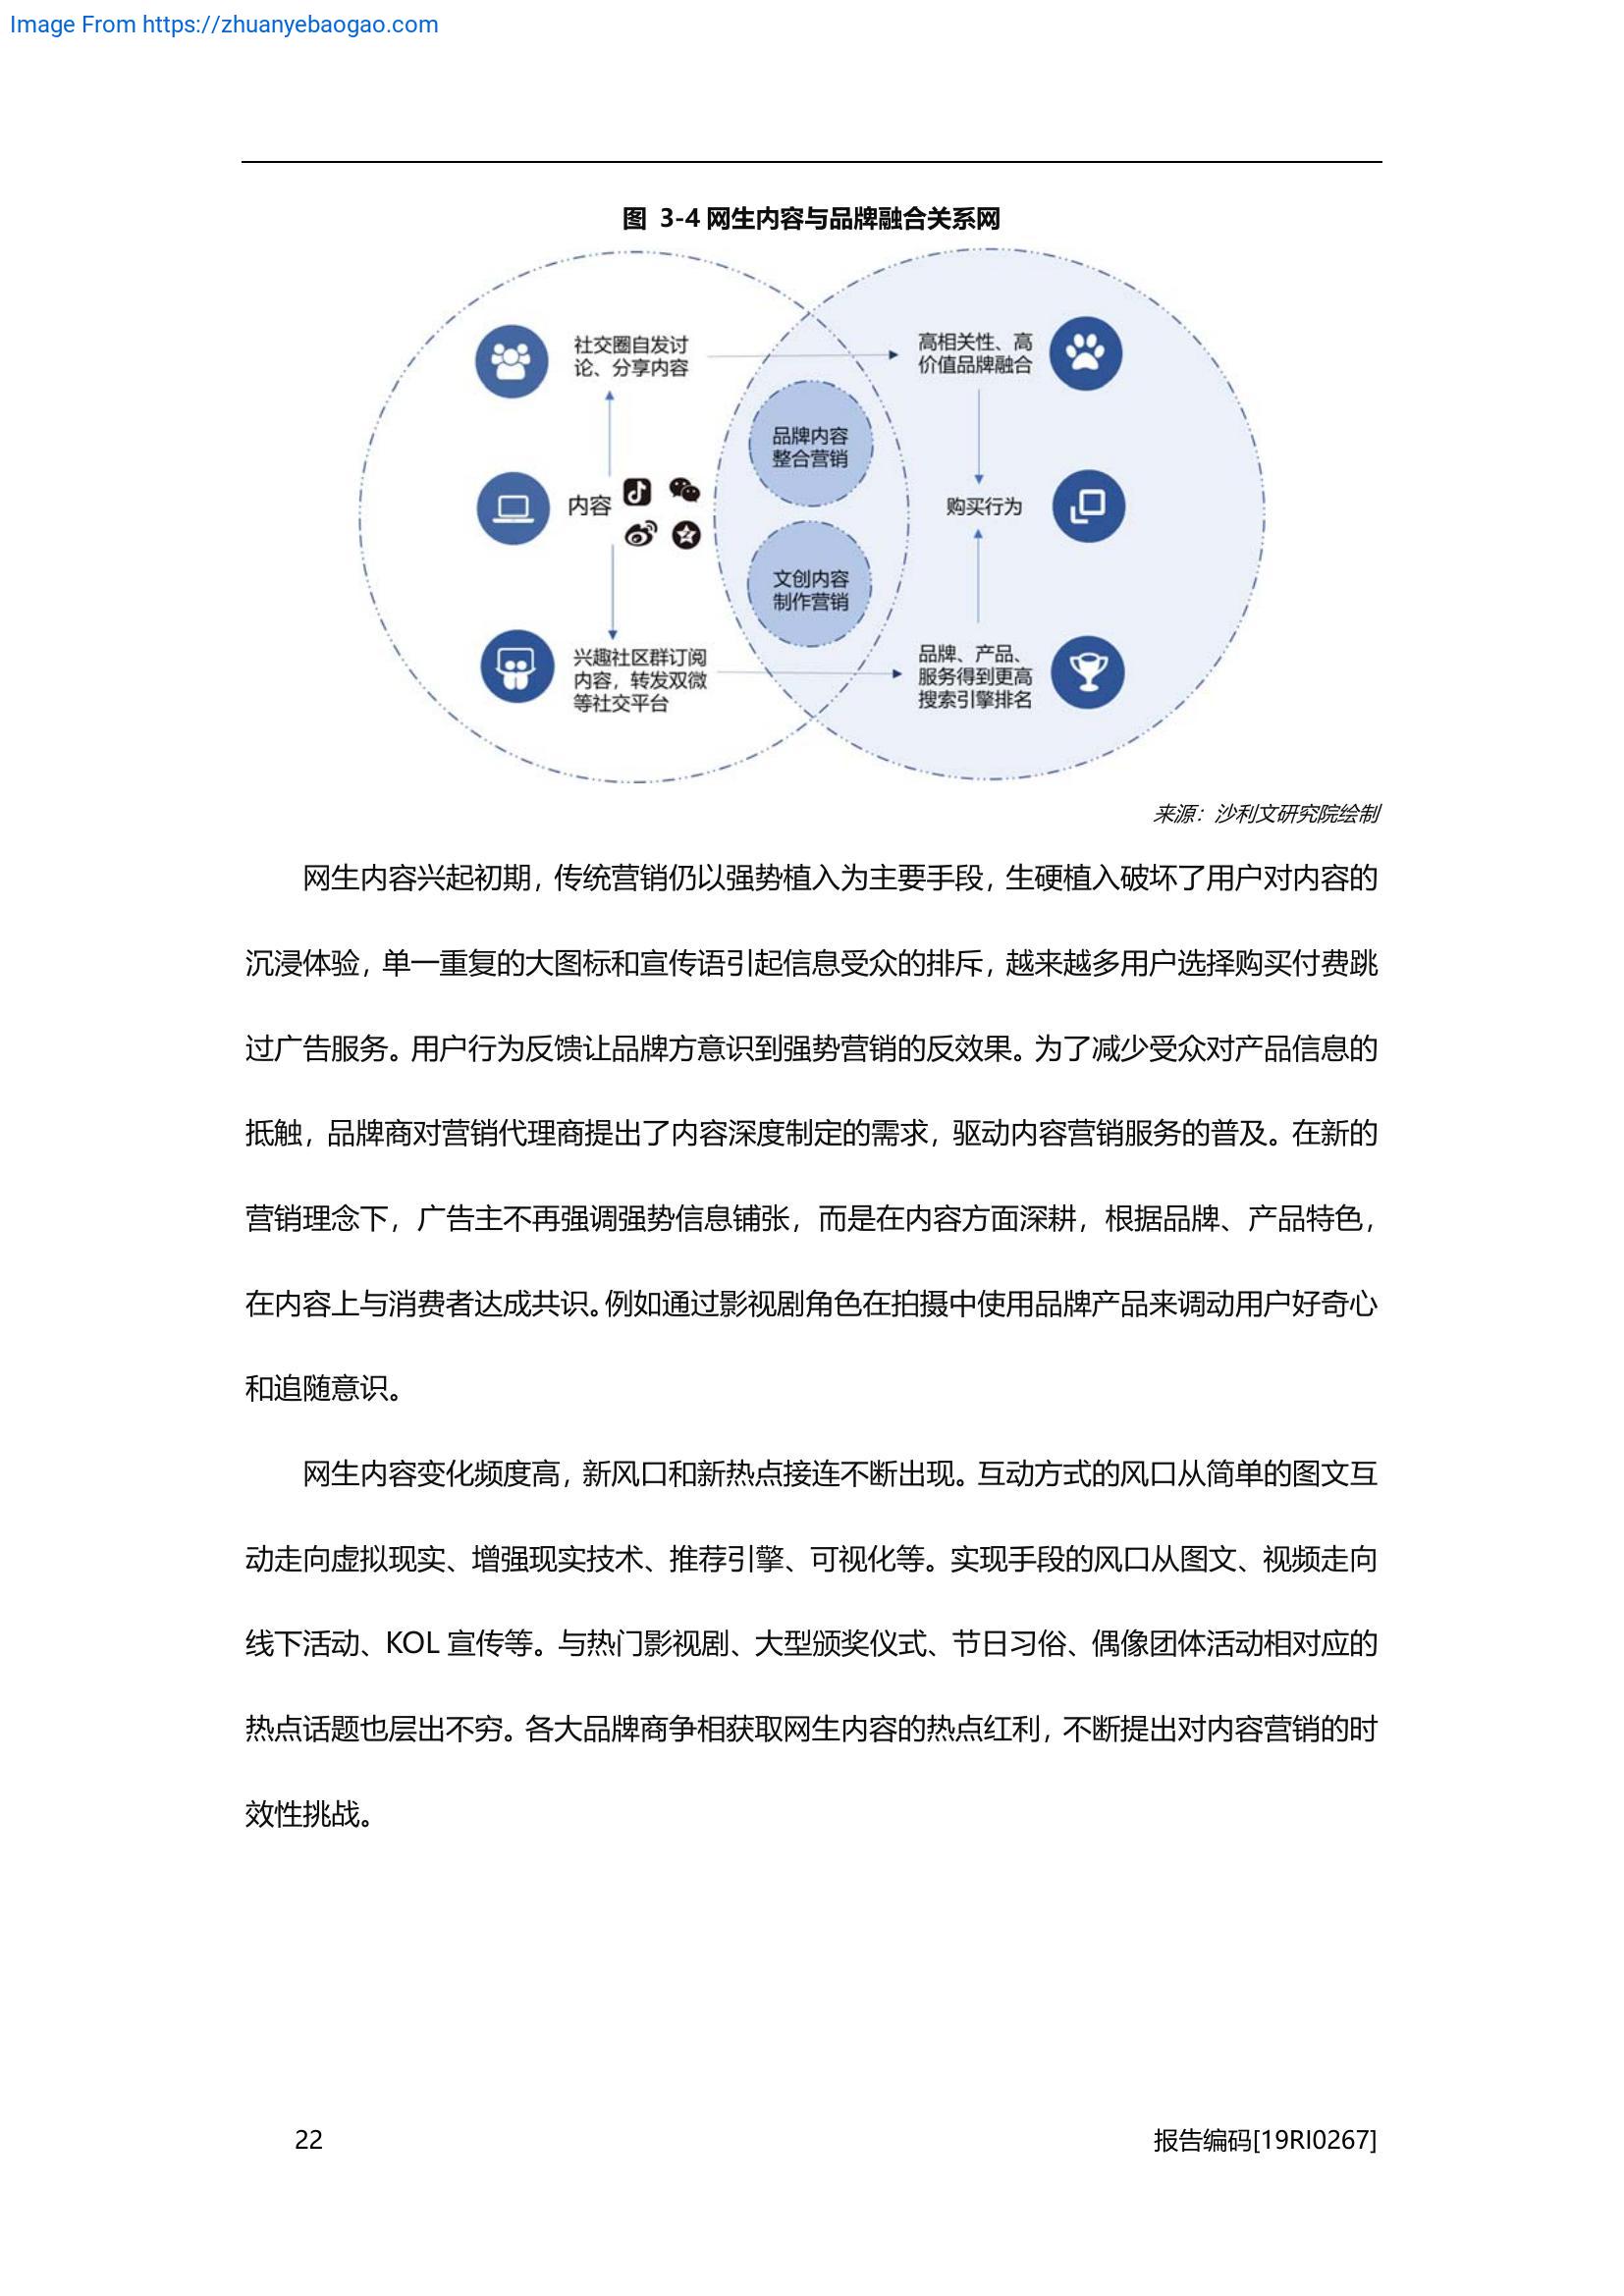 Image From https://zhuanyebaogao.com
图 3-4 网生内容与品牌融合关系网
社交圈自发讨
论、分享内容
高相关性、高
价值品牌融合
品牌内容
整合营销
内容
购买行为
文创内容
制作营销
兴趣社区群订阅
内容，转发双微
等社交平台
品牌、产品、
服务得到更高
搜索引擎排名
来源：沙利文研究院绘制
网生内容兴起初期，传统营销仍以强势植入为主要手段，生硬植入破坏了用户对内容的
沉浸体验，单一重复的大图标和宣传语引起信息受众的排斥，越来越多用户选择购买付费跳
过广告服务。用户行为反馈让品牌方意识到强势营销的反效果。为了减少受众对产品信息的
抵触，品牌商对营销代理商提出了内容深度制定的需求，驱动内容营销服务的普及。在新的
营销理念下，广告主不再强调强势信息铺张，而是在内容方面深耕，根据品牌、产品特色，
在内容上与消费者达成共识。例如通过影视剧角色在拍摄中使用品牌产品来调动用户好奇心
和追随意识。
网生内容变化频度高，新风口和新热点接连不断出现。互动方式的风口从简单的图文互
动走向虚拟现实、增强现实技术、推荐引擎、可视化等。实现手段的风口从图文、视频走向
线下活动、KOL 宣传等。与热门影视剧、大型颁奖仪式、节日习俗、偶像团体活动相对应的
热点话题也层出不穷。各大品牌商争相获取网生内容的热点红利，不断提出对内容营销的时
效性挑战。
22
报告编码[19RI0267]